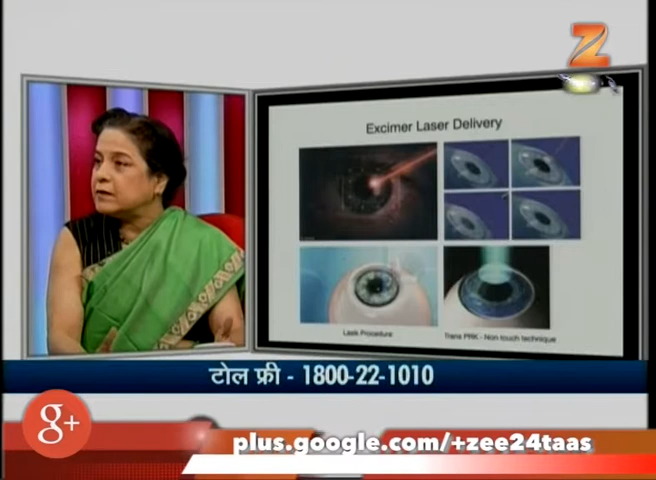 Excimer Laser Delivery
Lasik Procedure
Trans PRK - Non-touch technique
टोल फ्री - 1800-22-1010
g+
plus.google.com/+zee24taas